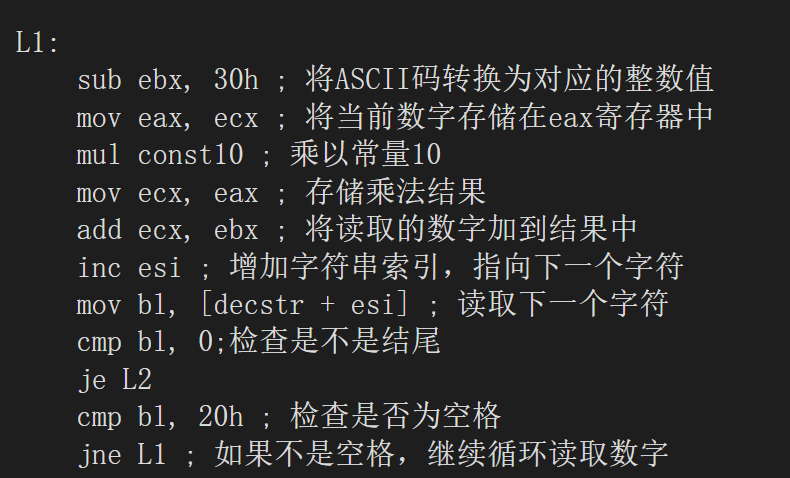 L1:
sub ebx, 30h ; 将ASCII码转换为对应的整数值
mov eax, ecx ; 将当前数字存储在eax寄存器中
mul const10 ; 乘以常量10
mov ecx, eax ; 存储乘法结果
add ecx, ebx ; 将读取的数字加到结果中
inc esi ; 增加字符串索引，指向下一个字符
mov bl, [decstr + esi] ; 读取下一个字符
cmp bl, 0;检查是不是结尾
je L2
cmp bl, 20h ; 检查是否为空格
jne L1 ; 如果不是空格，继续循环读取数字